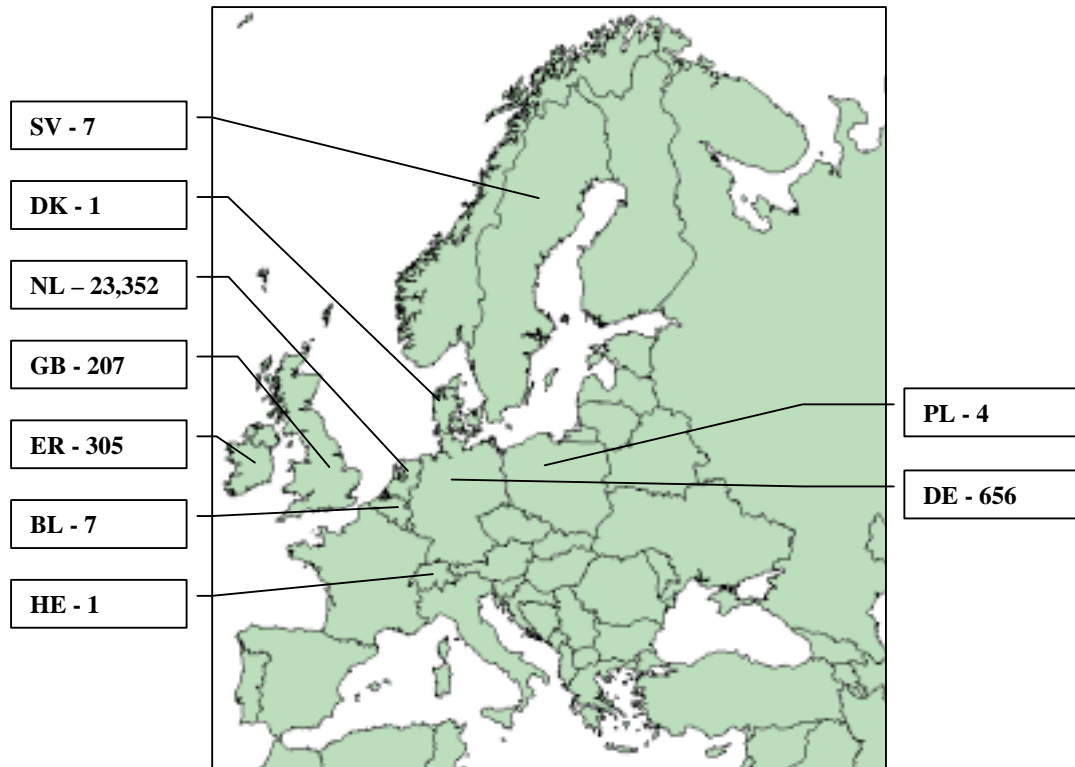 SV - 7
DK - 1
NL – 23,352
GB - 207
ER - 305
BL - 7
HE - 1
PL - 4
DE - 656